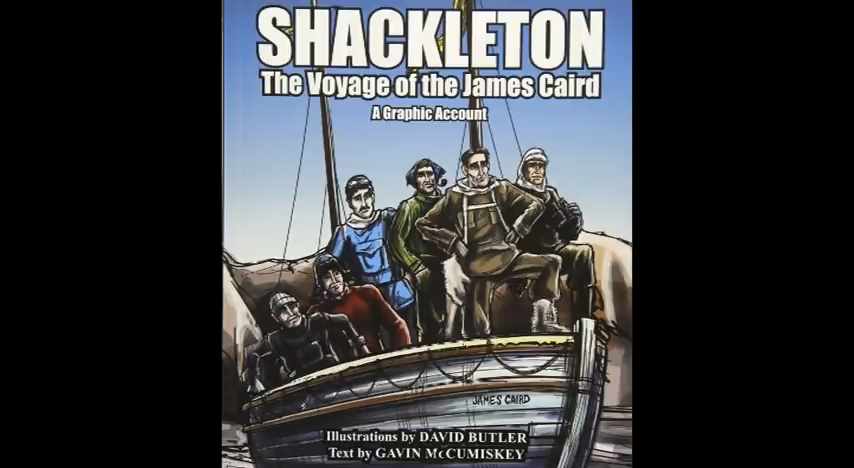 SHACKLETON
The Voyage of the James Caird
A Graphic Account
JAMES CAIRD
Illustrations by DAVID BUTLER
Text by GAVIN McCUMISKEY